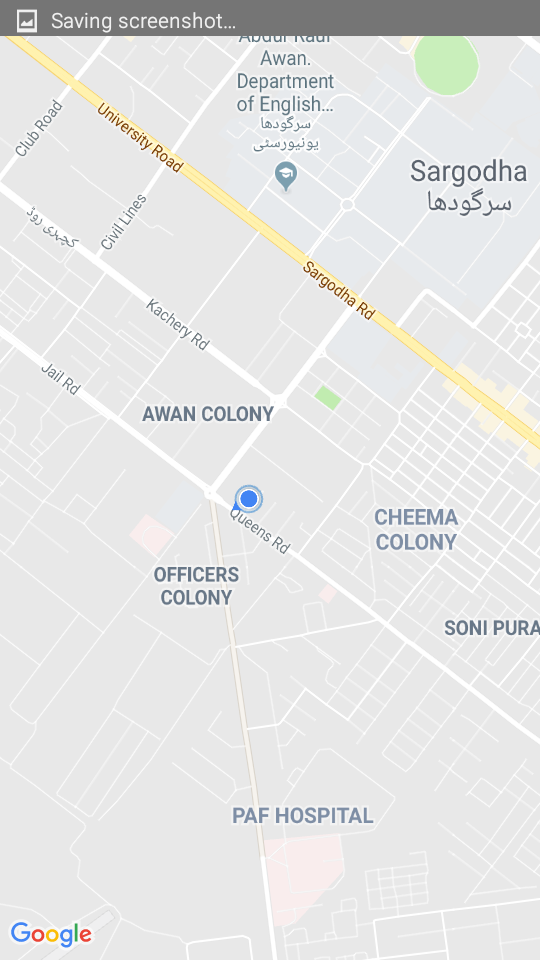 Saving screenshot...
Abdur Rauf
Awan.
Department
of English...
سرگودھا
یونیورسٹی
Club Road
University Road
Sargodha
سرگودھا
Civil Lines
کچہری روڈ
Sargodha Rd
Kachery Rd
Jail Rd
AWAN COLONY
Queens Rd
CHEEMA
COLONY
OFFICERS
COLONY
SONI PURA
PAF HOSPITAL
Google